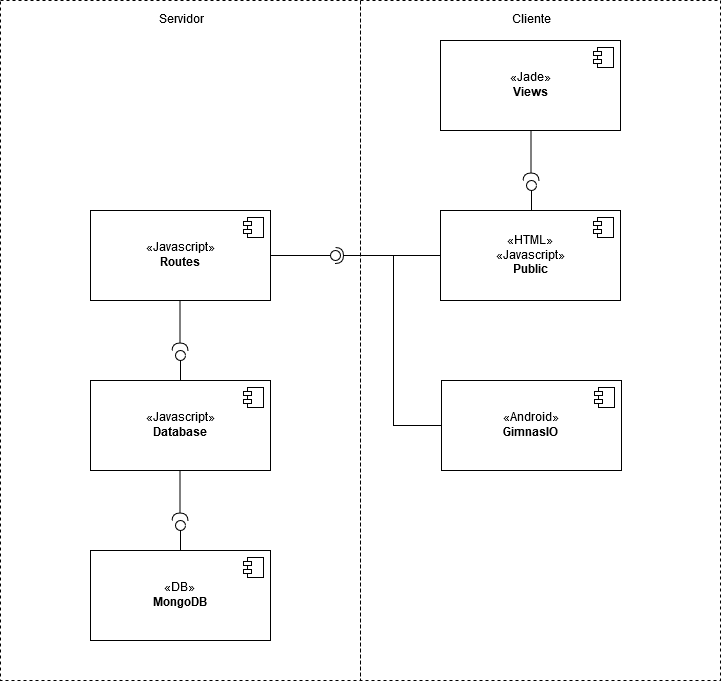 Servidor
Cliente
«Jade»
Views
«Javascript»
Routes
«HTML»
«Javascript»
Public
«Javascript»
Database
«Android»
GimnasIO
«DB»
MongoDB